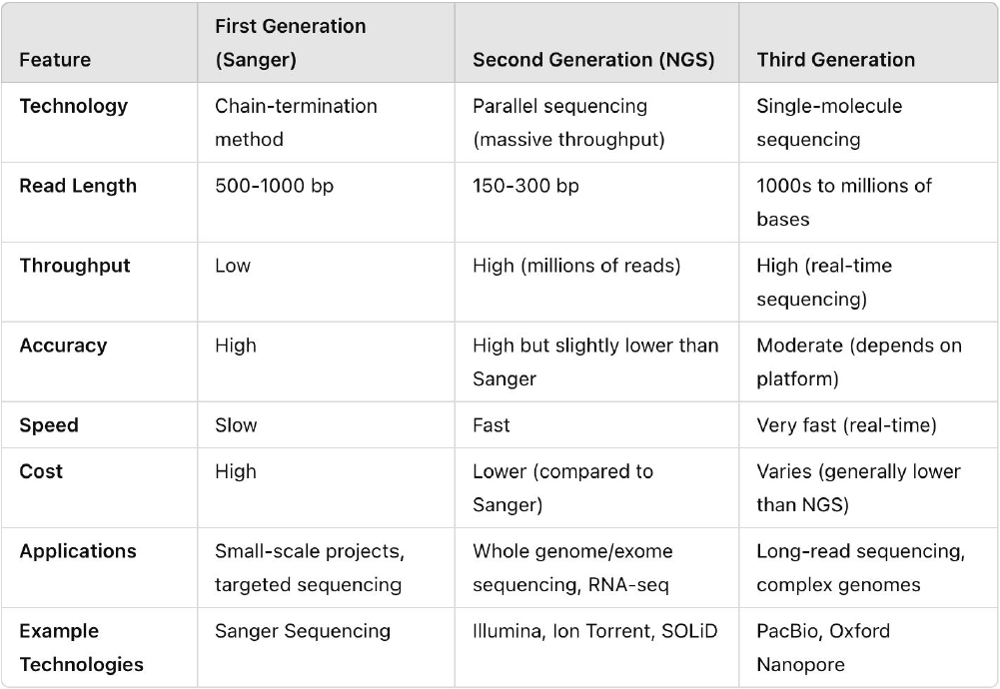 Feature
First Generation
(Sanger)
Second Generation (NGS)
Third Generation
Technology
Chain-termination
method
Parallel sequencing
(massive throughput)
Single-molecule
sequencing
Read Length
500-1000 bp
150-300 bp
1000s to millions of
bases
Throughput
Low
High (millions of reads)
High (real-time
sequencing)
Accuracy
High
High but slightly lower than
Sanger
Moderate (depends on
platform)
Speed
Slow
Fast
Very fast (real-time)
Cost
High
Lower (compared to
Sanger)
Varies (generally lower
than NGS)
Applications
Small-scale projects,
targeted sequencing
Whole genome/exome
sequencing, RNA-seq
Long-read sequencing,
complex genomes
Example
Technologies
Sanger Sequencing
Illumina, Ion Torrent, SOLiD
PacBio, Oxford
Nanopore